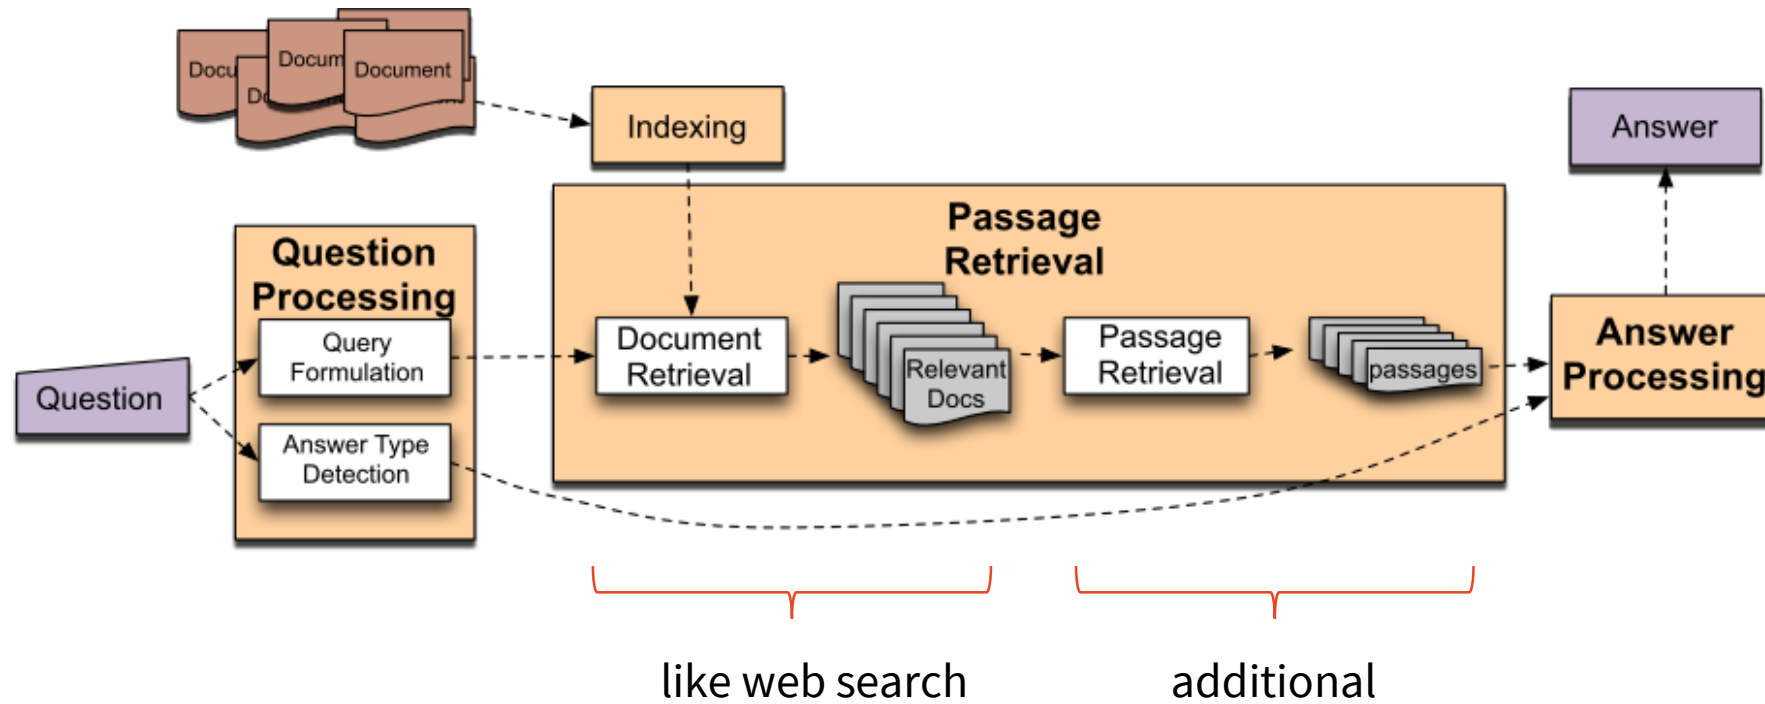 Docu
Docum
Document
Indexing
Answer
Passage
Retrieval
Question
Processing
Query
Formulation
Document
Retrieval
Relevant
Docs
Passage
Retrieval
passages
Answer
Processing
Question
Answer Type
Detection
like web search
additional